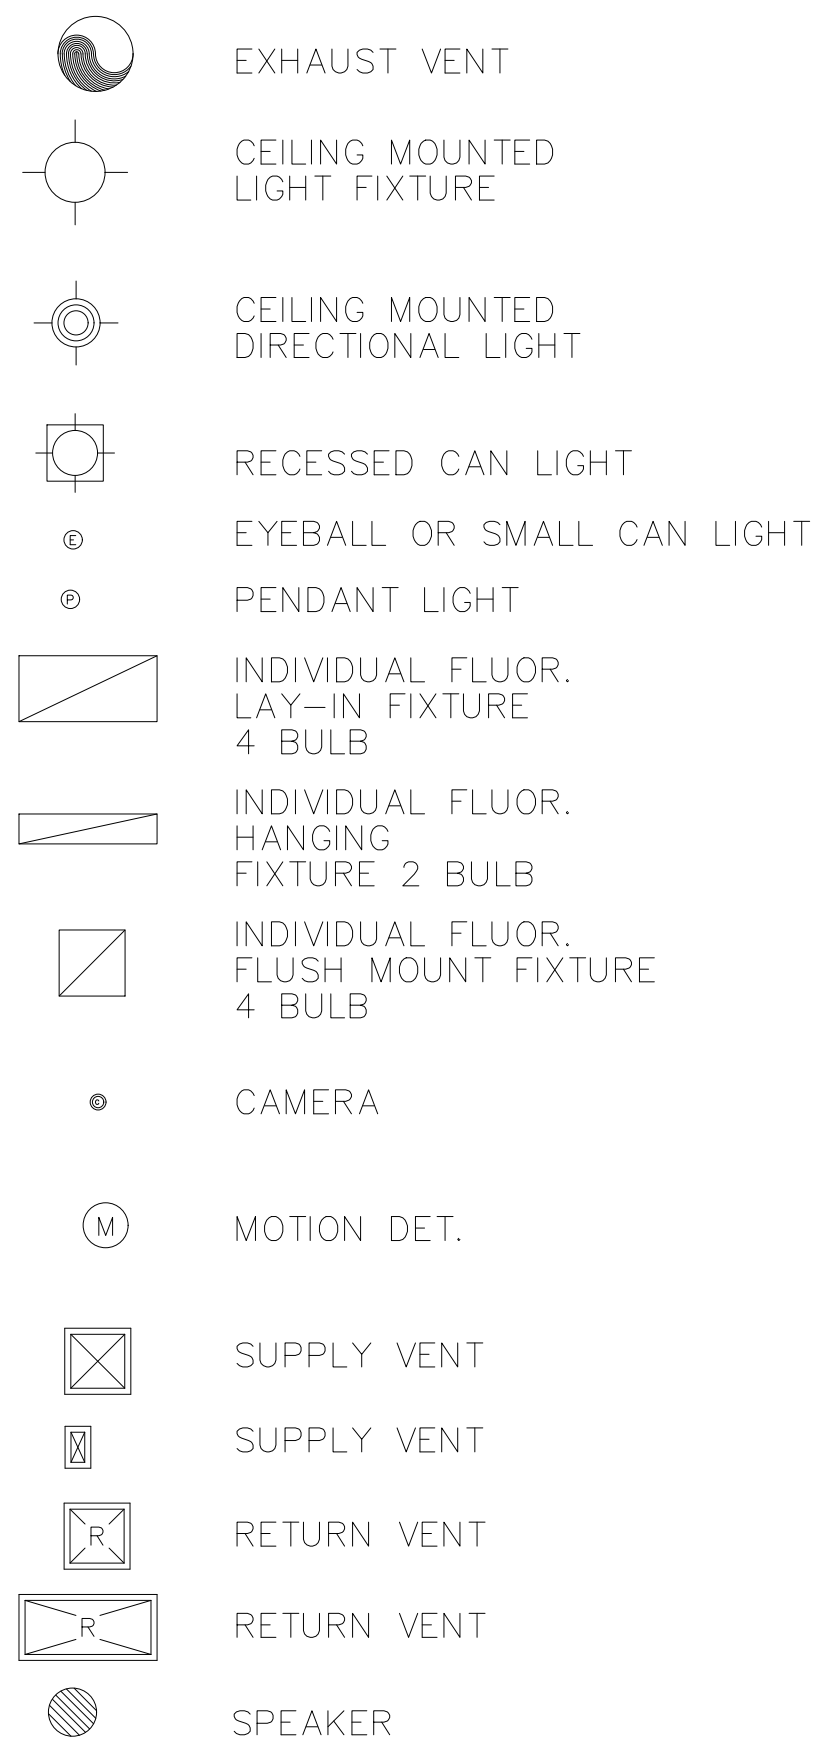 EXHAUST VENT
CEILING MOUNTED
LIGHT FIXTURE
CEILING MOUNTED
DIRECTIONAL LIGHT
RECESSED CAN LIGHT
E EYEBALL OR SMALL CAN LIGHT
P PENDANT LIGHT
INDIVIDUAL FLUOR.
LAY-IN FIXTURE
4 BULB
INDIVIDUAL FLUOR.
HANGING
FIXTURE 2 BULB
INDIVIDUAL FLUOR.
FLUSH MOUNT FIXTURE
4 BULB
C CAMERA
M MOTION DET.
SUPPLY VENT
SUPPLY VENT
R RETURN VENT
R RETURN VENT
SPEAKER